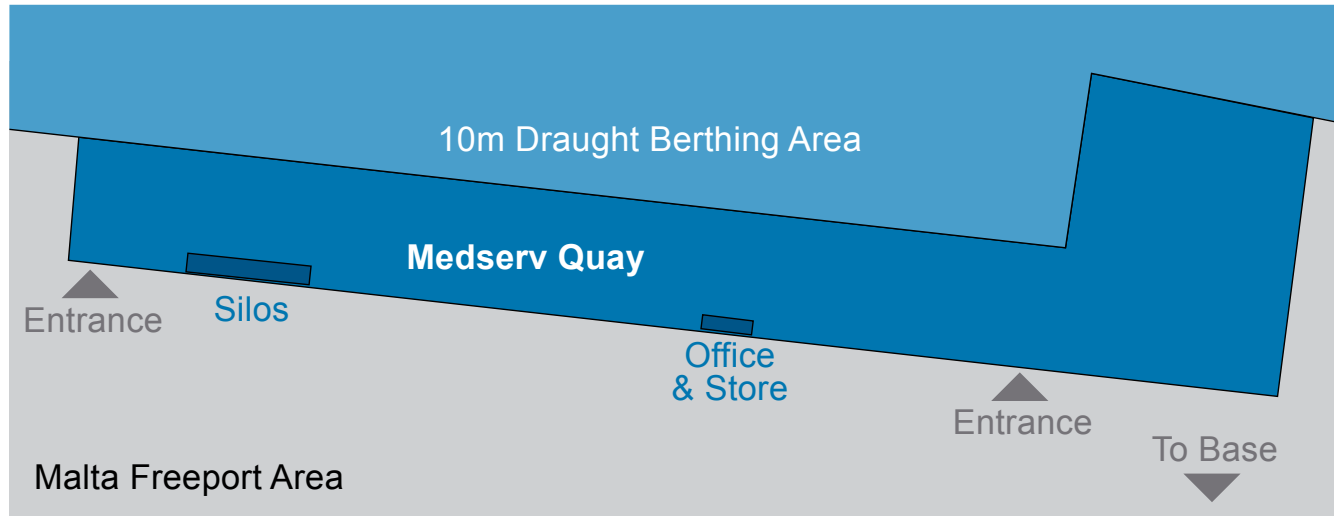 10m Draught Berthing Area
Medserv Quay
Entrance
Silos
Office
& Store
Entrance
To Base
Malta Freeport Area